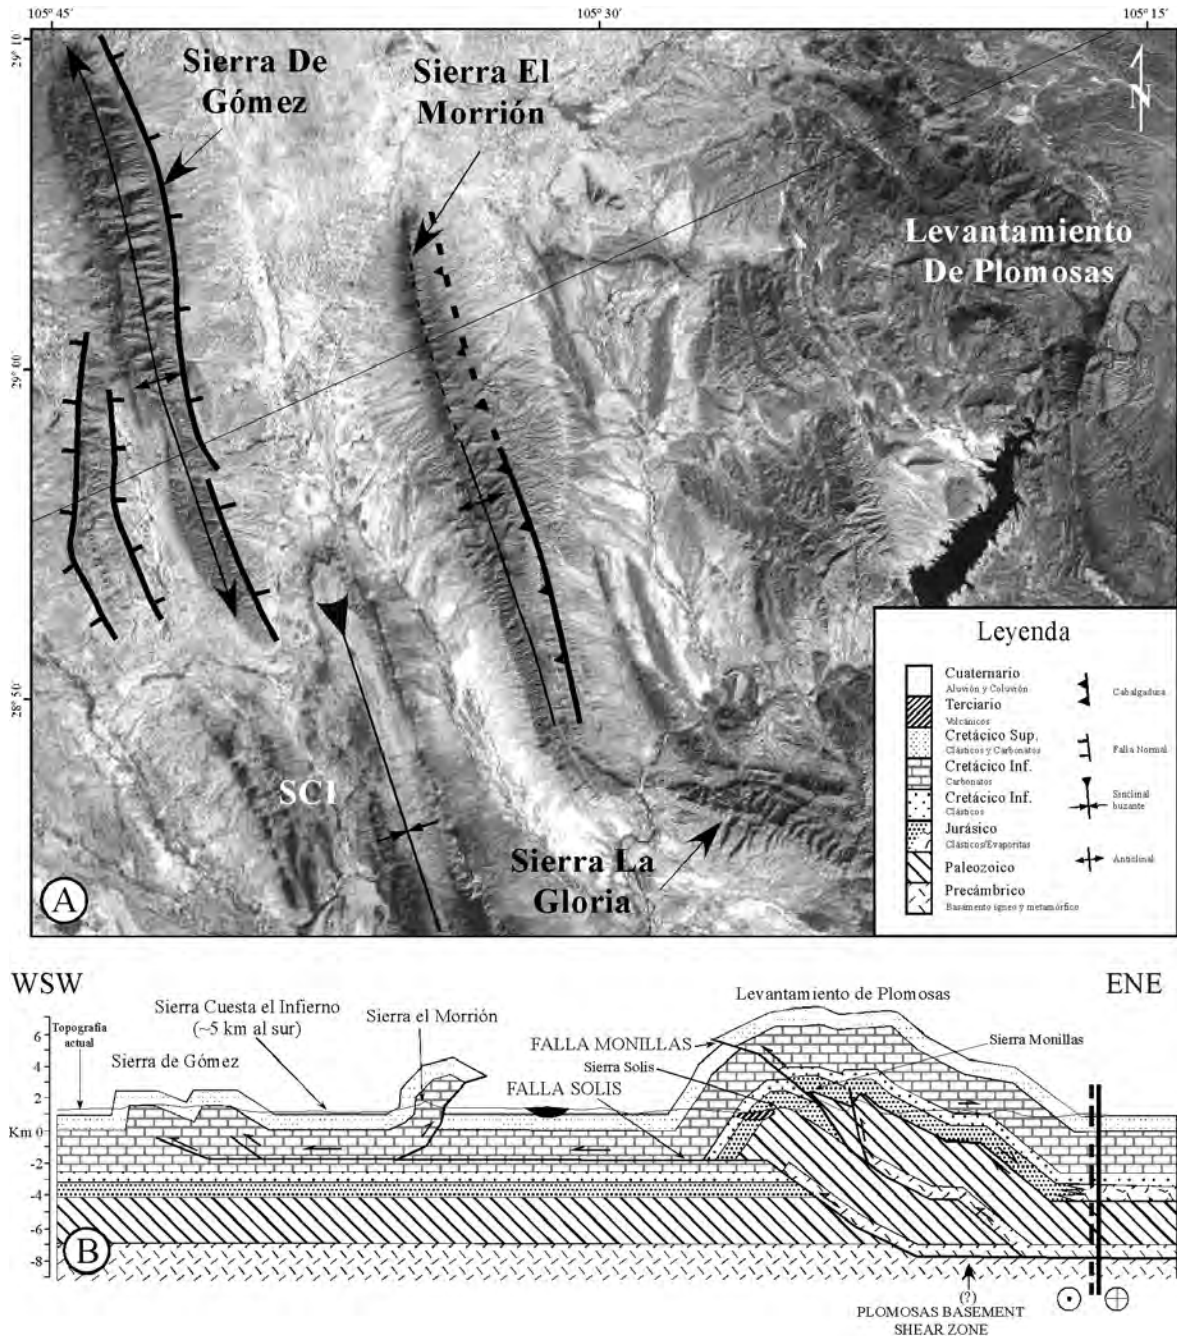 105° 45'
105° 30'
105° 15'
29° 10'
29° 00'
28° 50'
Sierra De
Gómez
Sierra El
Morrión
N
Levantamiento
De Plomosas
SCI
Sierra La
Gloria
A
Leyenda
Cuaternario
Aluvión y Coluvión
Terciario
Volcánicos
Cretácico Sup.
Clásticos y Carbonatos
Cretácico Inf.
Carbonatos
Cretácico Inf.
Clásticos
Jurásico
Clásticos/Evaporitas
Paleozoico
Precámbrico
Basamento ígneo y metamórfico
Cabalgadura
Falla Normal
Sinclinal
buzante
Anticlinal
WSW
ENE
Topografía
actual
Sierra Cuesta el Infierno
(~5 km al sur)
Sierra de Gómez
Sierra el Morrión
Levantamiento de Plomosas
FALLA MONILLAS
Sierra Monillas
Sierra Solis
FALLA SOLIS
6
4
2
Km 0
-2
-4
-6
-8
B
(?)
PLOMOSAS BASEMENT
SHEAR ZONE